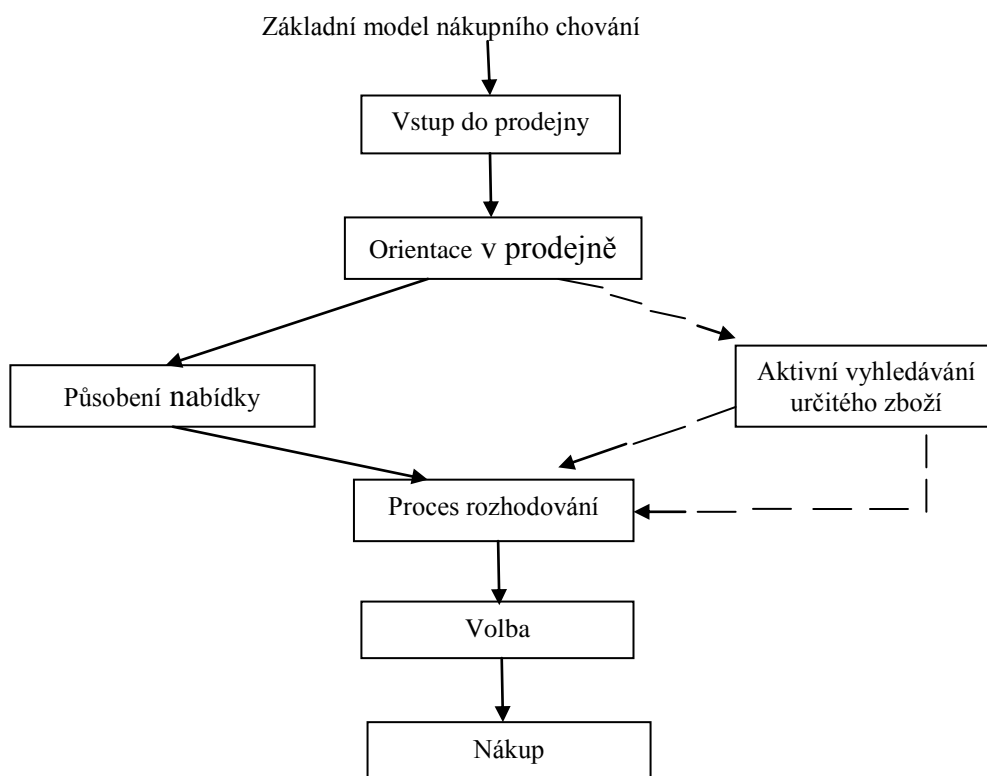 Základní model nákupního chování
Vstup do prodejny
Orientace v prodejně
Působení nabídky
Aktivní vyhledávání
určitého zboží
Proces rozhodování
Volba
Nákup